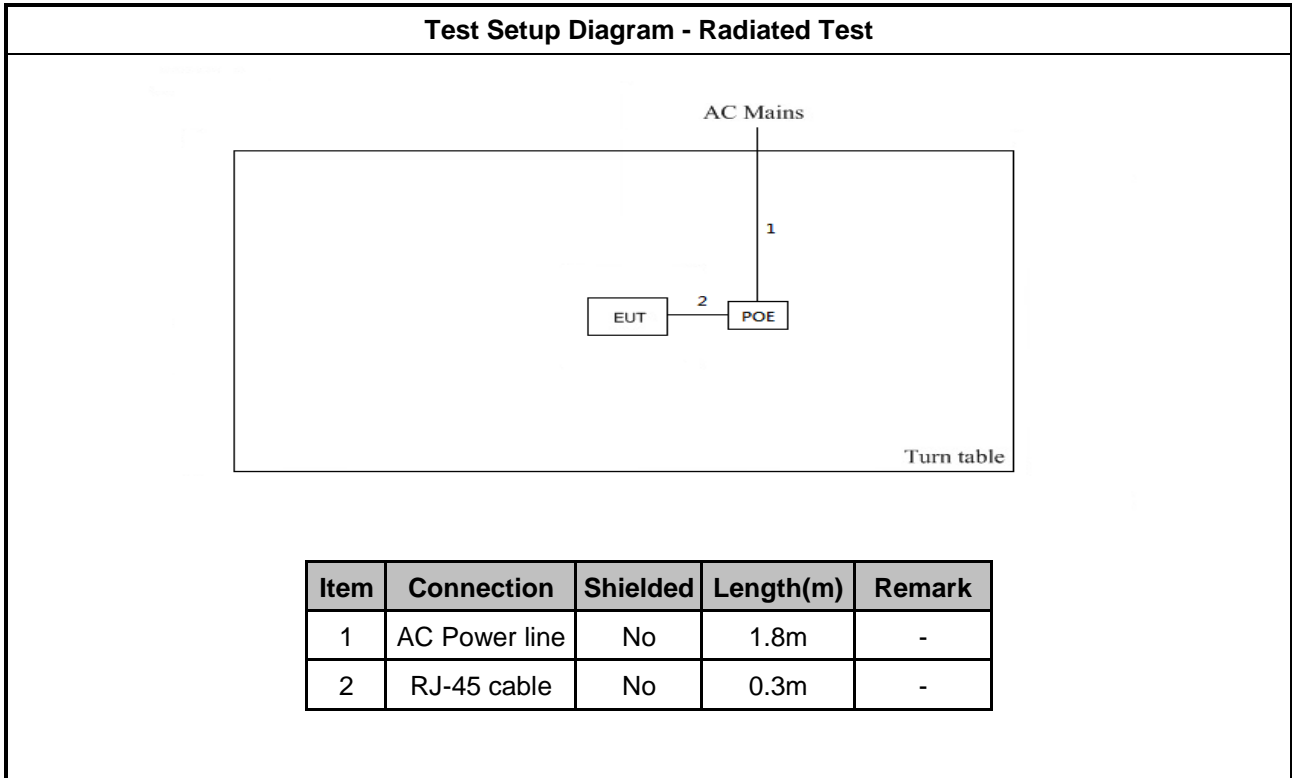 Test Setup Diagram - Radiated Test
AC Mains
1
2
EUT
POE
Turn table
Item Connection Shielded Length(m) Remark
1 AC Power line No 1.8m -
2 RJ-45 cable No 0.3m -